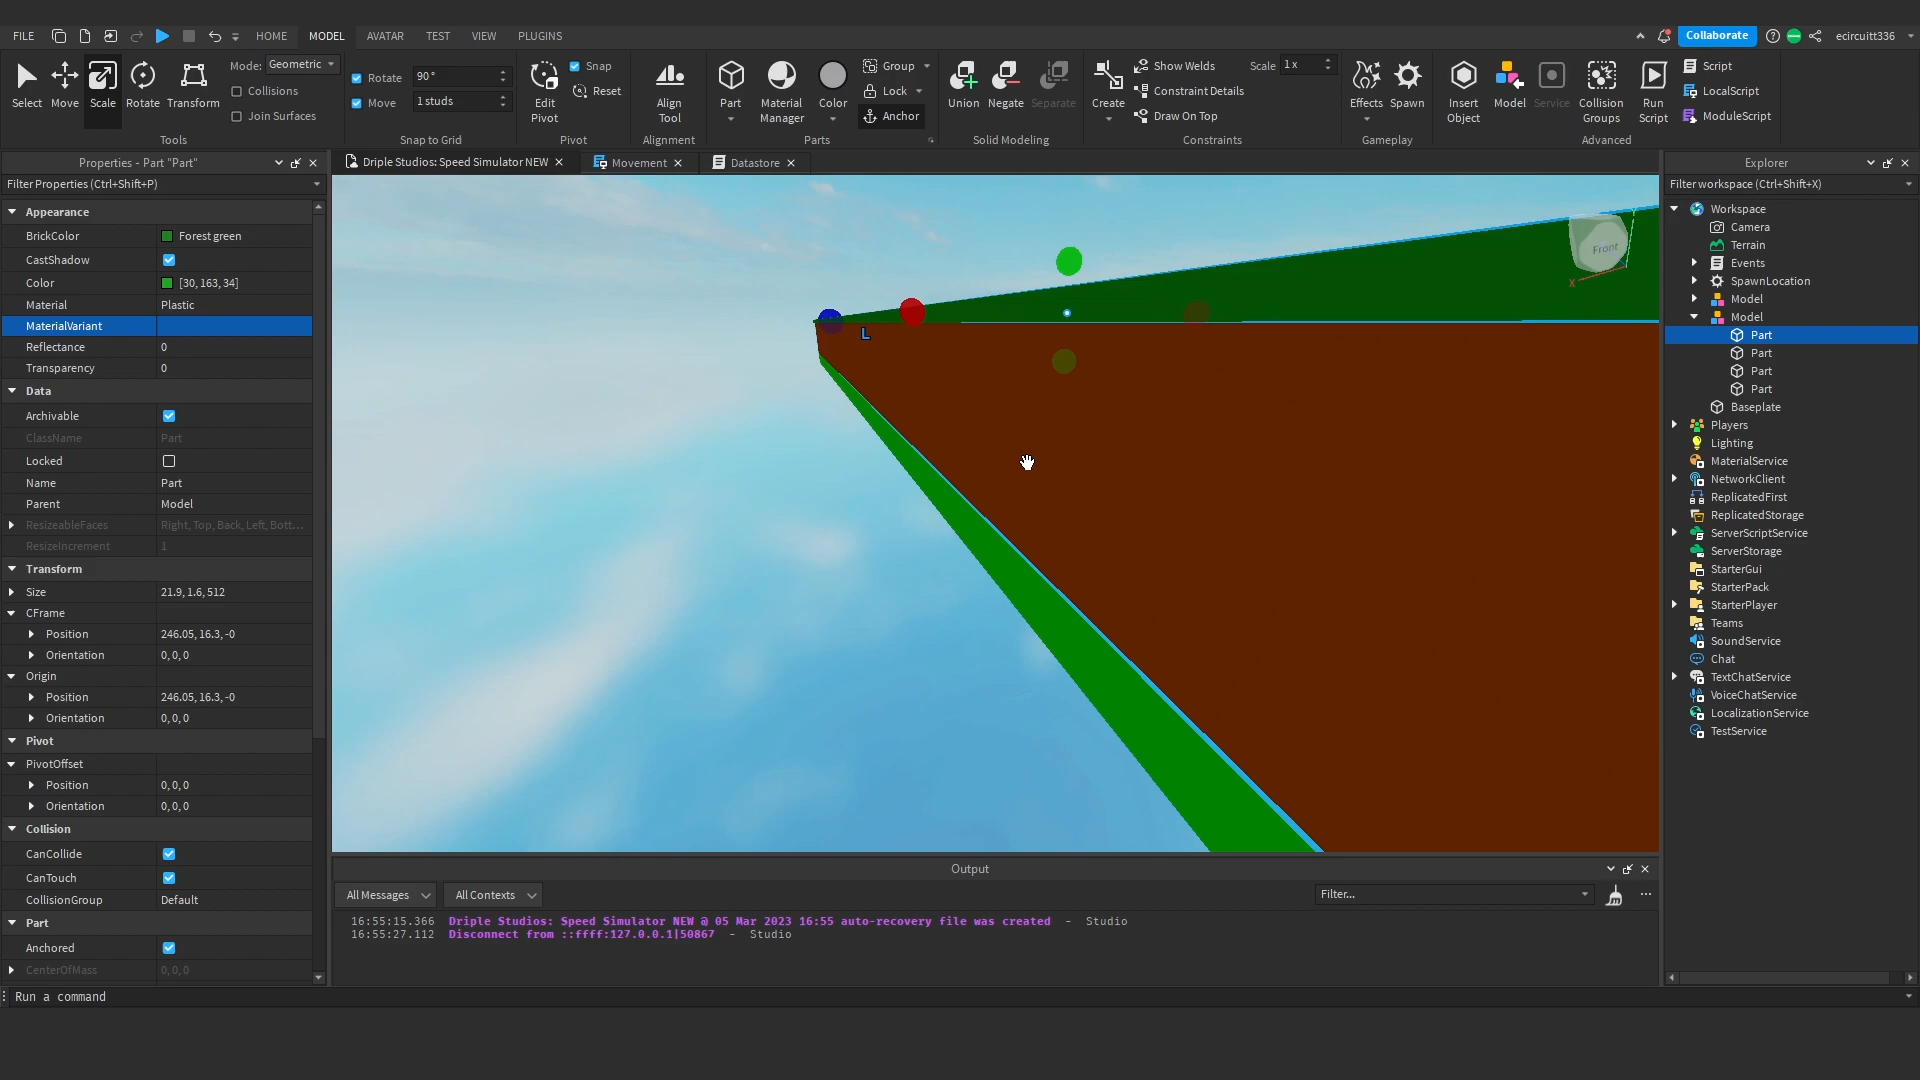 FILE HOME MODEL AVATAR TEST VIEW PLUGINS Collaborate ecircuitt336
Select Move Scale Rotate Transform
Mode: Geometric
Collisions
Join Surfaces
Tools
Rotate 90°
Move 1 studs
Snap to Grid
Edit Pivot
Snap
Reset
Pivot
Align Tool
Alignment
Part
Material Manager
Color
Group
Lock
Anchor
Parts
Union Negate Separate
Solid Modeling
Create
Show Welds
Constraint Details
Draw On Top
Scale 1 x
Constraints
Effects Spawn
Gameplay
Insert Object
Model
Service
Collision Groups
Run Script
Script
LocalScript
ModuleScript
Advanced
Properties - Part "Part"
Filter Properties (Ctrl+Shift+P)
Appearance
BrickColor Forest green
CastShadow
Color [30, 163, 34]
Material Plastic
MaterialVariant
Reflectance 0
Transparency 0
Data
Archivable
ClassName Part
Locked
Name Part
Parent Model
ResizeableFaces Right, Top, Back, Left, Bott...
ResizeIncrement 1
Transform
Size 21.9, 1.6, 512
CFrame
Position 246.05, 16.3, -0
Orientation 0, 0, 0
Origin
Position 246.05, 16.3, -0
Orientation 0, 0, 0
Pivot
PivotOffset
Position 0, 0, 0
Orientation 0, 0, 0
Collision
CanCollide
CanTouch
CollisionGroup Default
Part
Anchored
CenterOfMass 0, 0, 0
Driple Studios: Speed Simulator NEW Movement Datastore
Front
X
L
Output
All Messages All Contexts Filter...
16:55:15.366 Driple Studios: Speed Simulator NEW @ 05 Mar 2023 16:55 auto-recovery file was created - Studio
16:55:27.112 Disconnect from ::ffff:127.0.0.1|50867 - Studio
Explorer
Filter workspace (Ctrl+Shift+X)
Workspace
Camera
Terrain
Events
SpawnLocation
Model
Model
Part
Part
Part
Part
Baseplate
Players
Lighting
MaterialService
NetworkClient
ReplicatedFirst
ReplicatedStorage
ServerScriptService
ServerStorage
StarterGui
StarterPack
StarterPlayer
Teams
SoundService
Chat
TextChatService
VoiceChatService
LocalizationService
TestService
Run a command